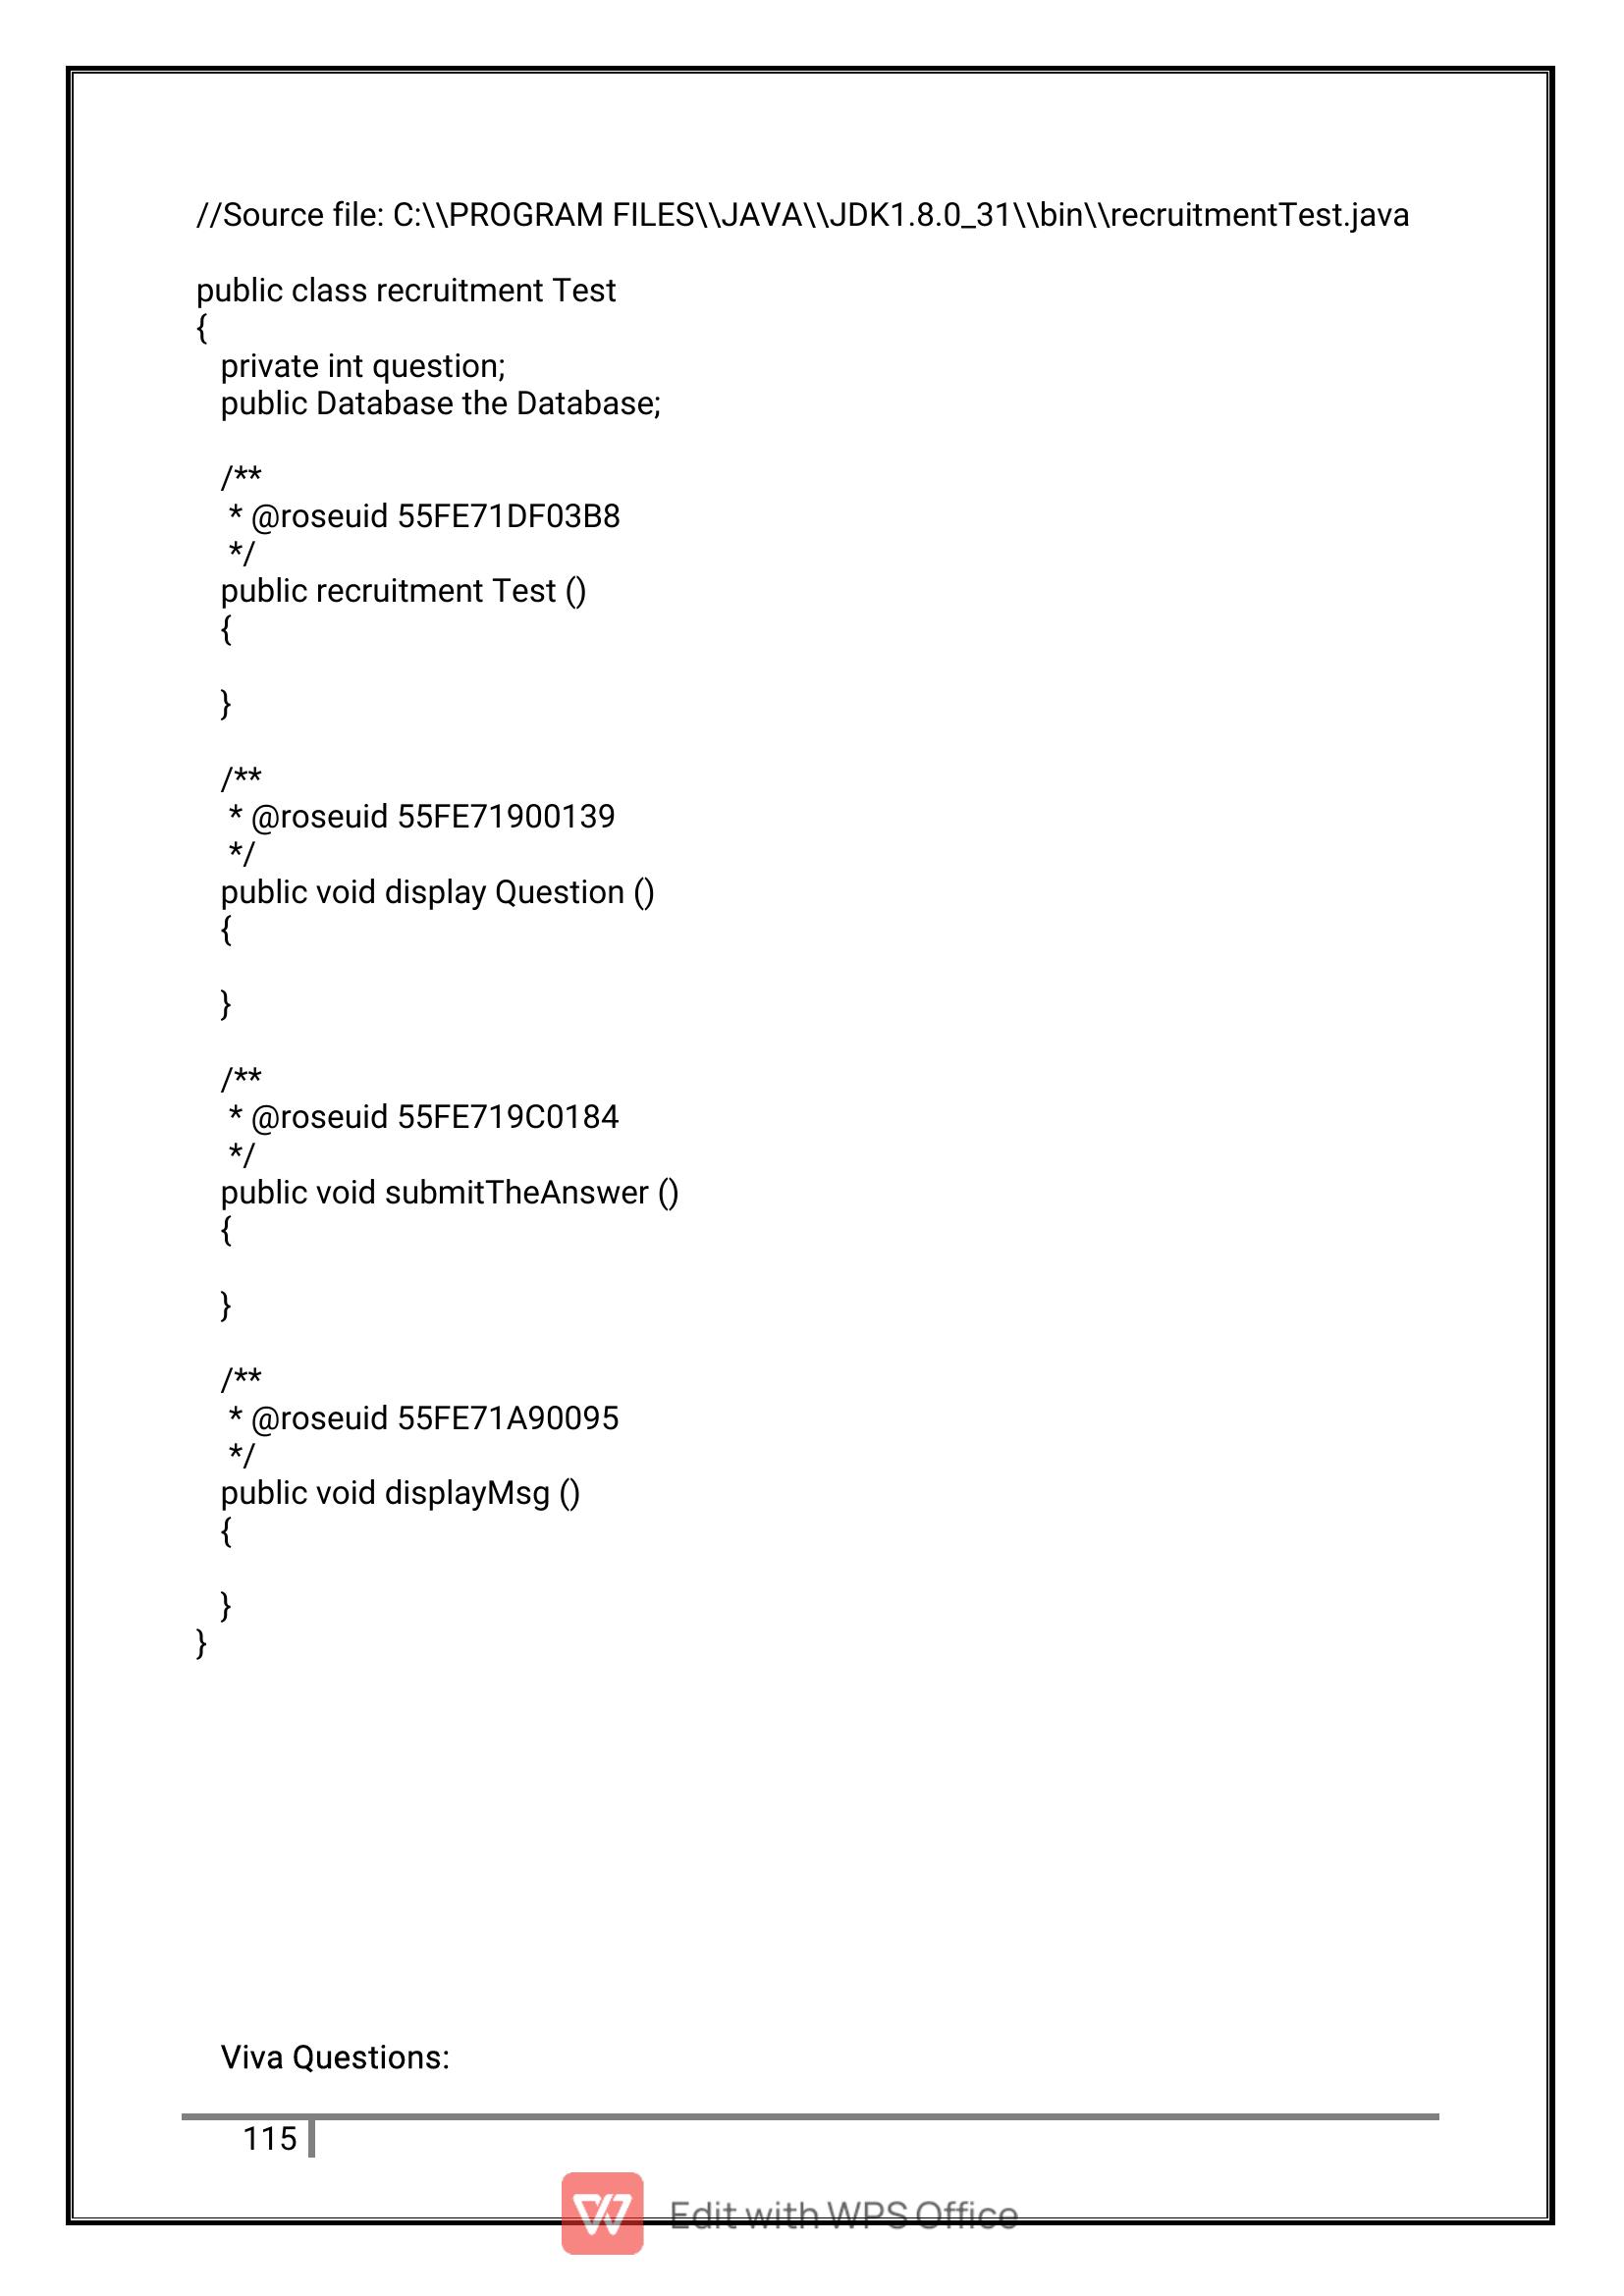 //Source file: C:\\PROGRAM FILES\\JAVA\\JDK1.8.0_31\\bin\\recruitmentTest.java
public class recruitment Test
{
private int question;
public Database the Database;
/**
* @roseuid 55FE71DF03B8
*/
public recruitment Test ()
{
}
/**
* @roseuid 55FE71900139
*/
public void display Question ()
{
}
/**
* @roseuid 55FE719C0184
*/
public void submitTheAnswer ()
{
}
/**
* @roseuid 55FE71A90095
*/
public void displayMsg ()
{
}
}
Viva Questions:
115
Edit with WPS Office